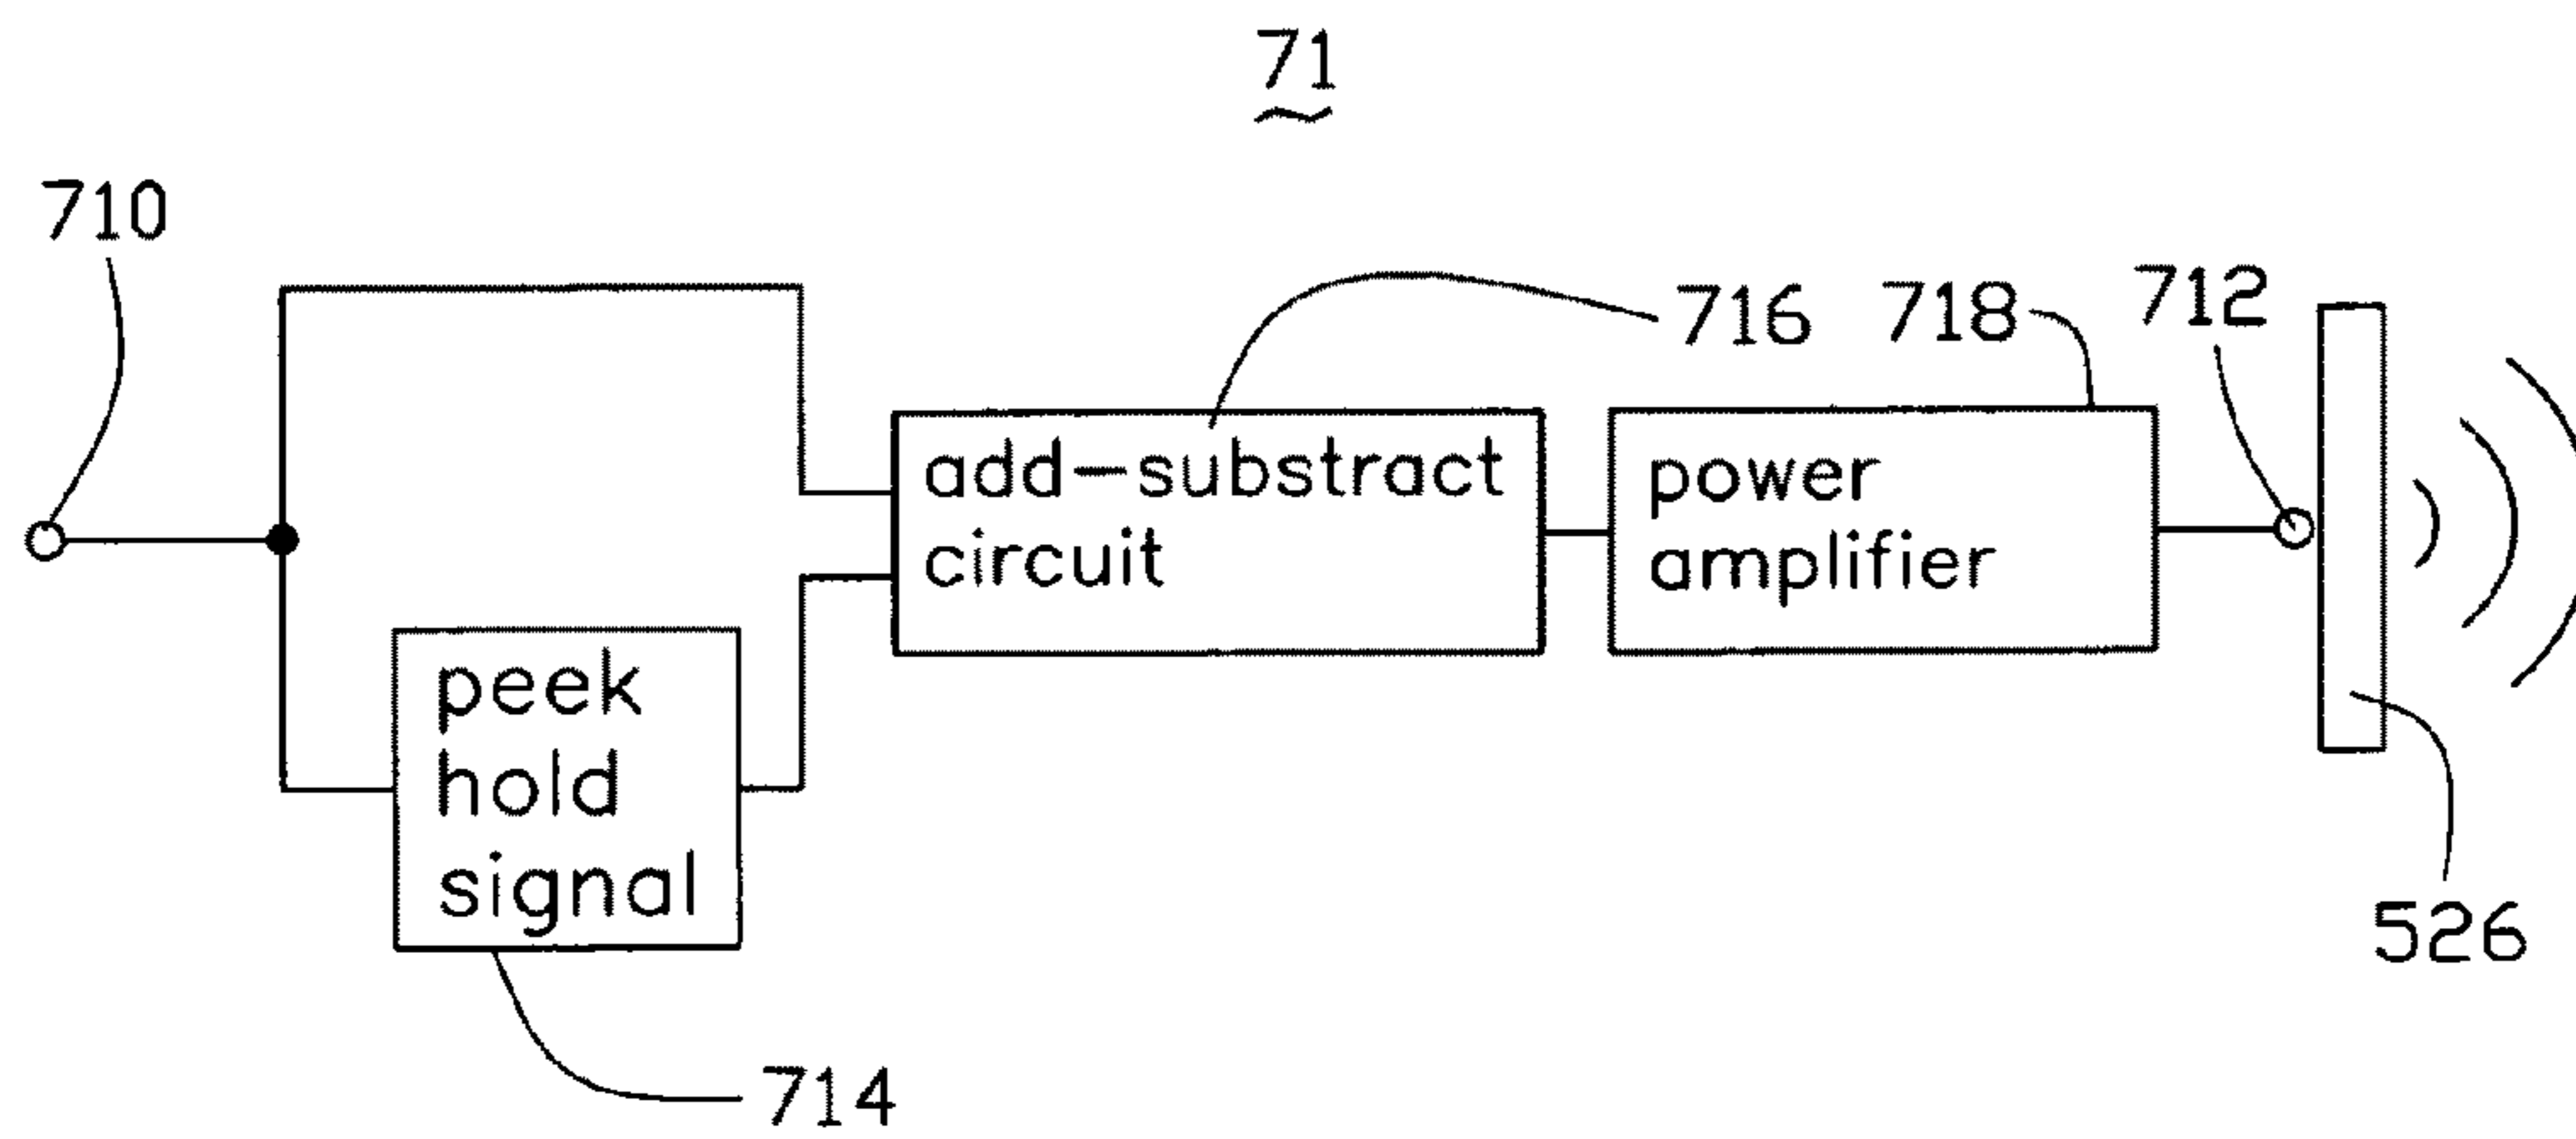 71
710
716
718
712
add-substract
circuit
power
amplifier
peek
hold
signal
526
714